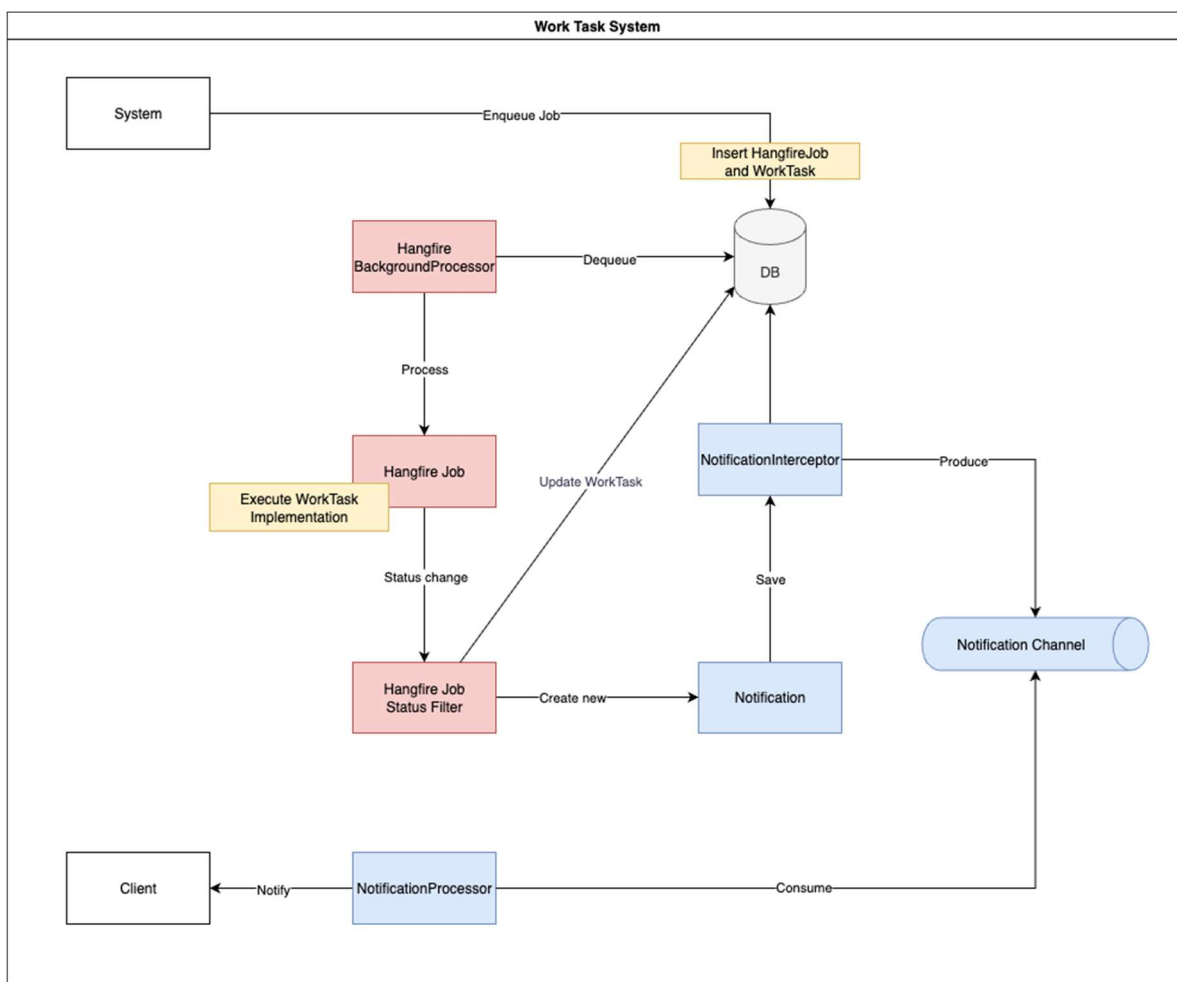 Work Task System
System
Enqueue Job
Insert HangfireJob
and WorkTask
Hangfire
BackgroundProcessor
Dequeue
DB
Process
Hangfire Job
Execute WorkTask
Implementation
Update WorkTask
NotificationInterceptor
Produce
Status change
Save
Notification Channel
Hangfire Job
Status Filter
Create new
Notification
Client
Notify
NotificationProcessor
Consume